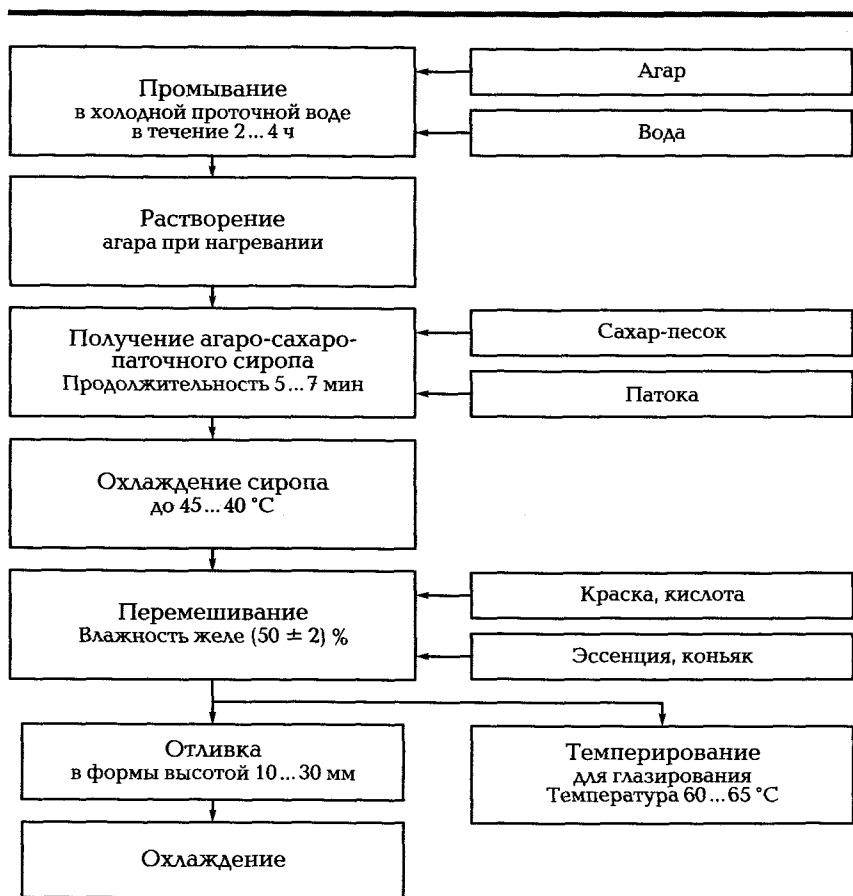 Промывание
в холодной проточной воде
в течение 2...4 ч
Агар
Вода
Растворение
агара при нагревании
Получение агаро-сахаро-
паточного сиропа
Продолжительность 5...7 мин
Сахар-песок
Патока
Охлаждение сиропа
до 45...40 °С
Перемешивание
Влажность желе (50 ± 2) %
Краска, кислота
Эссенция, коньяк
Отливка
в формы высотой 10...30 мм
Темперирование
для глазирования
Температура 60...65 °С
Охлаждение